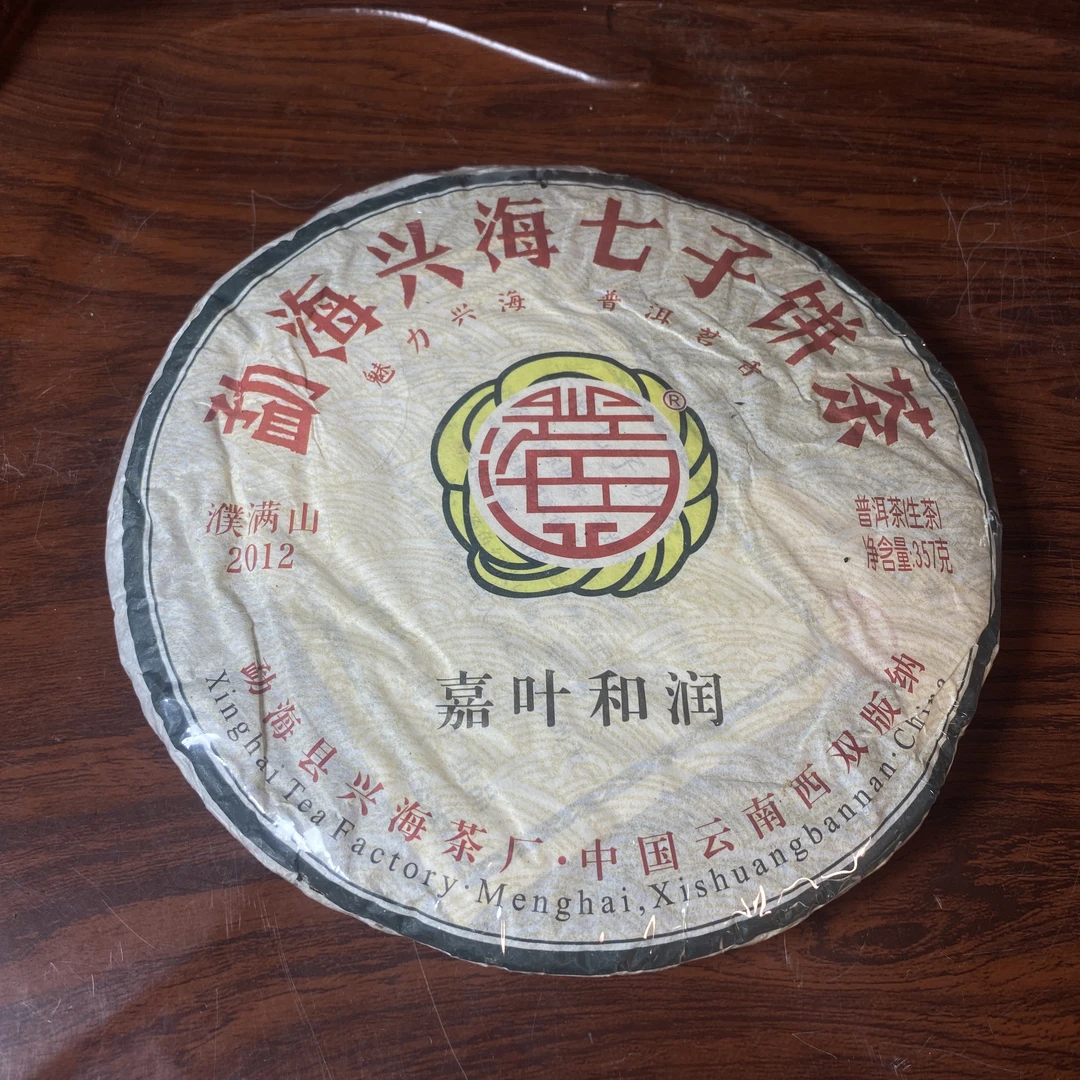 勐海兴海七子饼茶
魅力兴海 普洱茗香
®
濮满山
2012
普洱茶(生茶)
净含量:357克
嘉叶和润
勐海县兴海茶厂·中国云南西双版纳
Xinghai Tea Factory·Menghai,Xishuangbannan·China